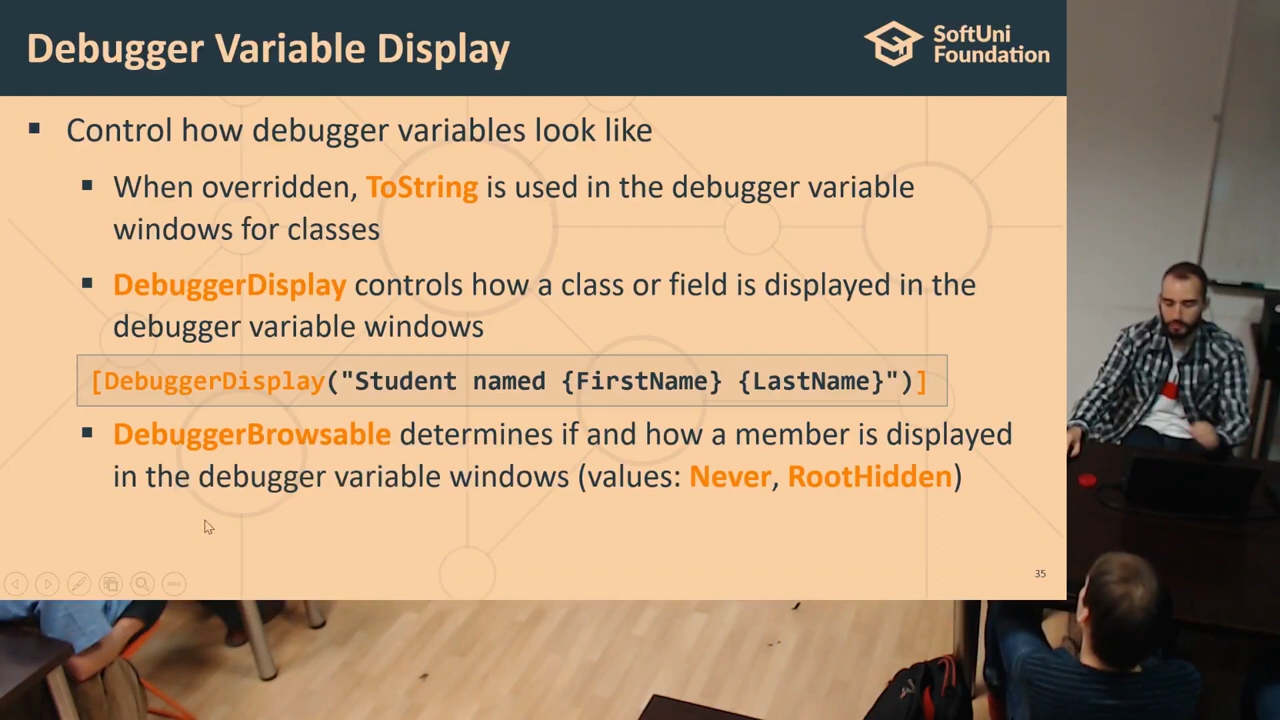 Debugger Variable Display
SoftUni
Foundation
Control how debugger variables look like
When overridden, ToString is used in the debugger variable
windows for classes
DebuggerDisplay controls how a class or field is displayed in the
debugger variable windows
[DebuggerDisplay("Student named {FirstName} {LastName}")]
DebuggerBrowsable determines if and how a member is displayed
in the debugger variable windows (values: Never, RootHidden)
35